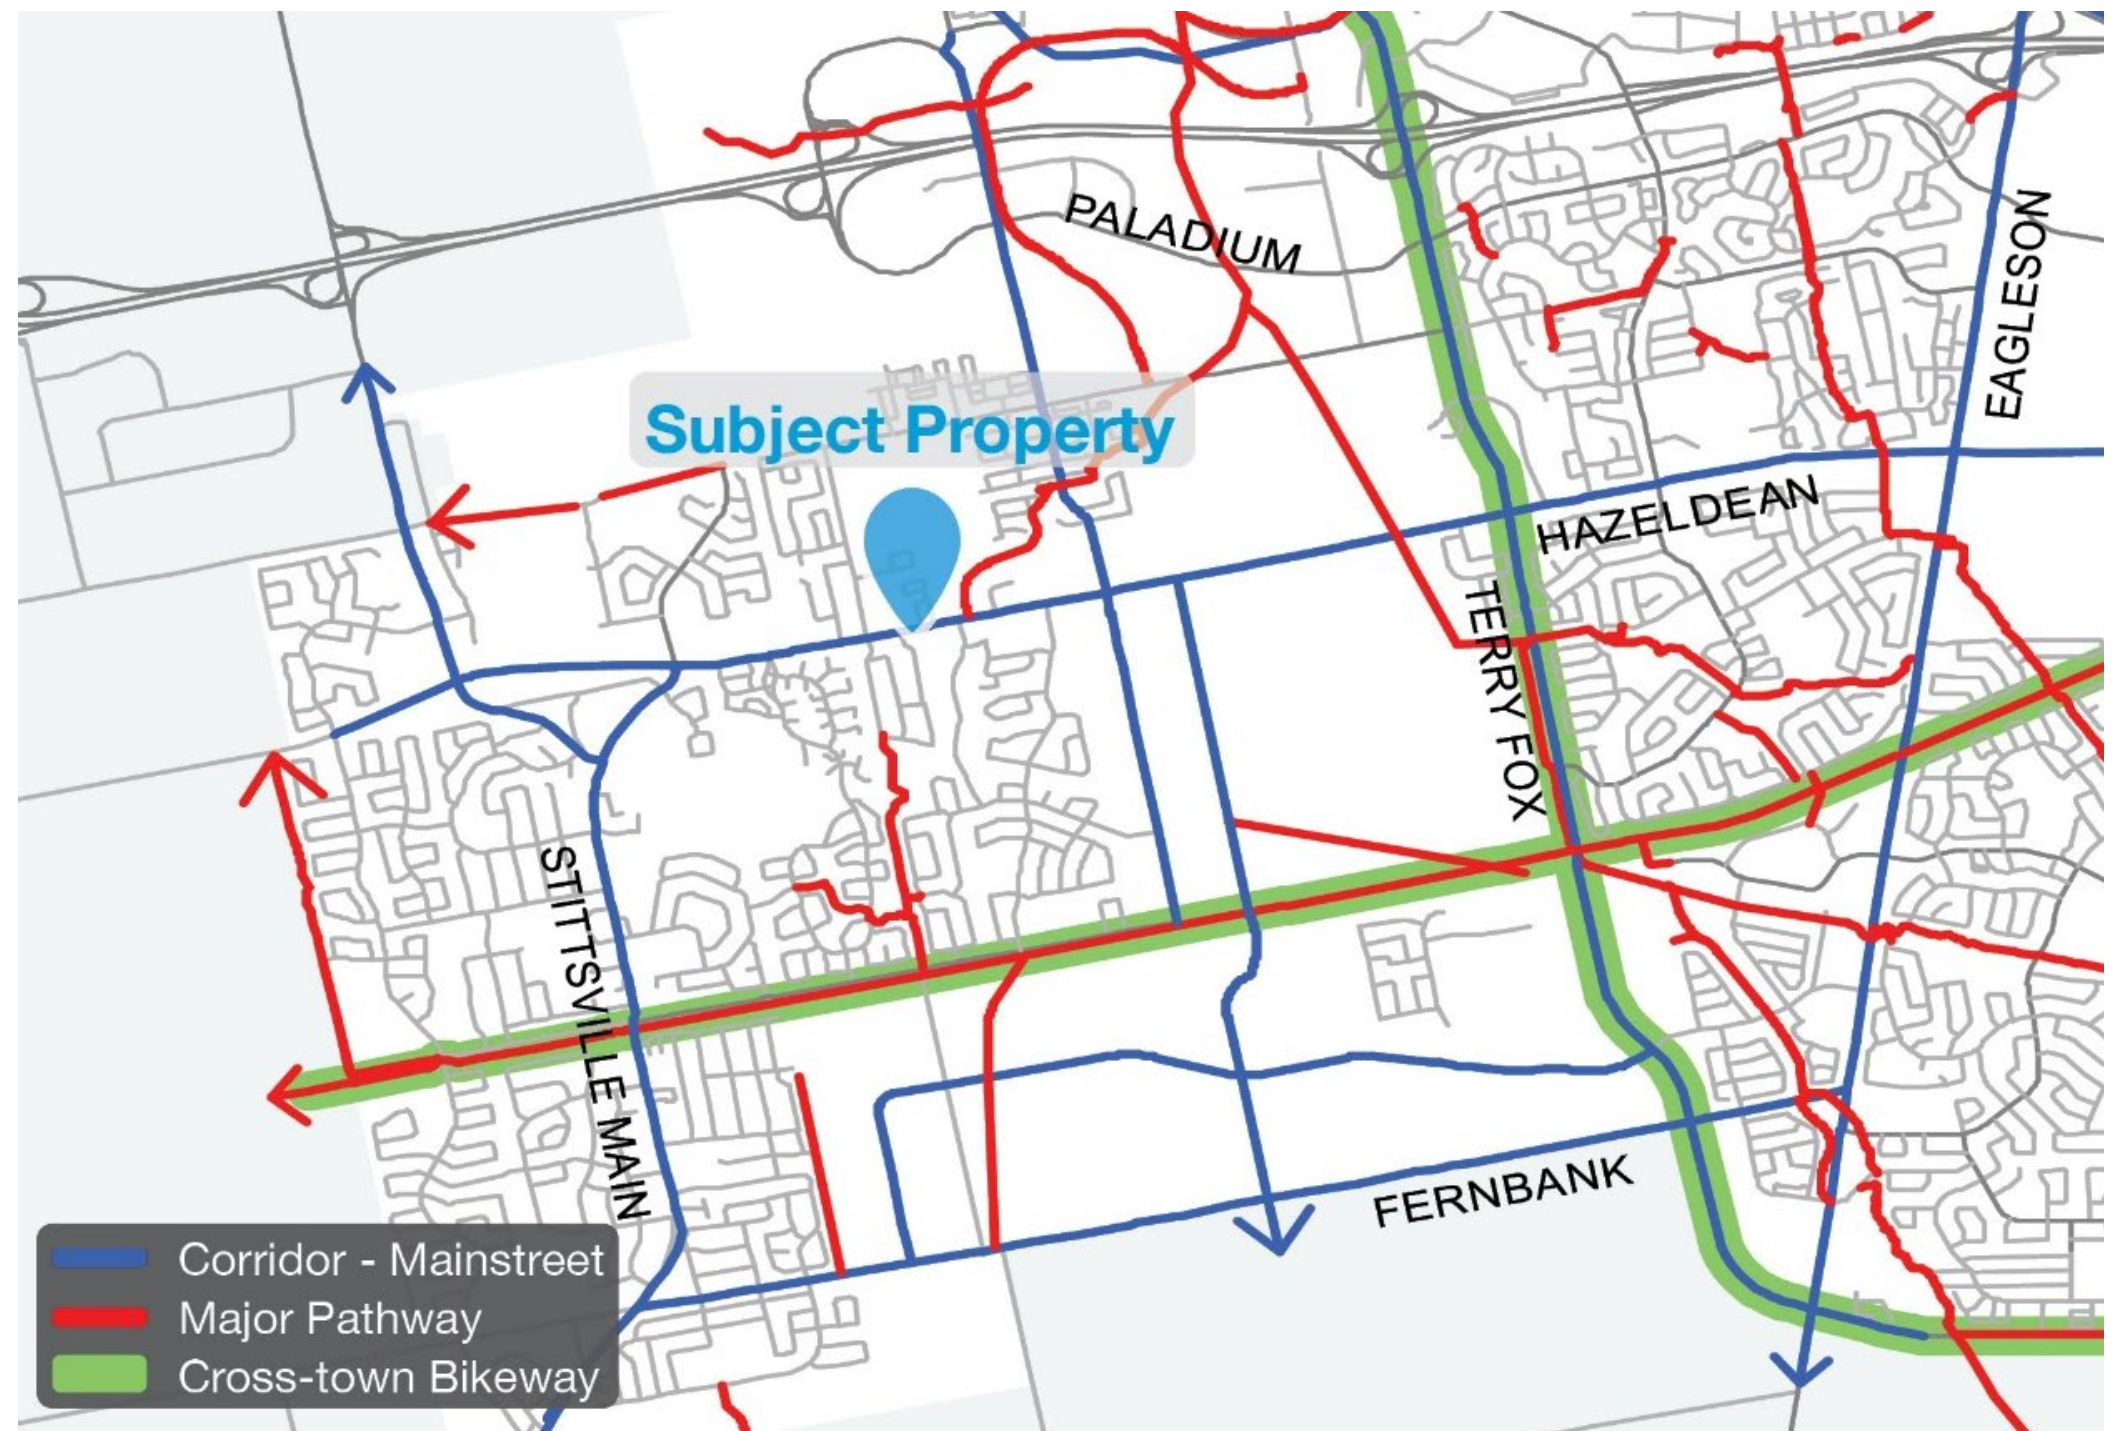 PALADIUM
EAGLESON
Subject Property
HAZELDEAN
TERRY FOX
STITTSVILLE MAIN
FERNBANK
Corridor - Mainstreet
Major Pathway
Cross-town Bikeway